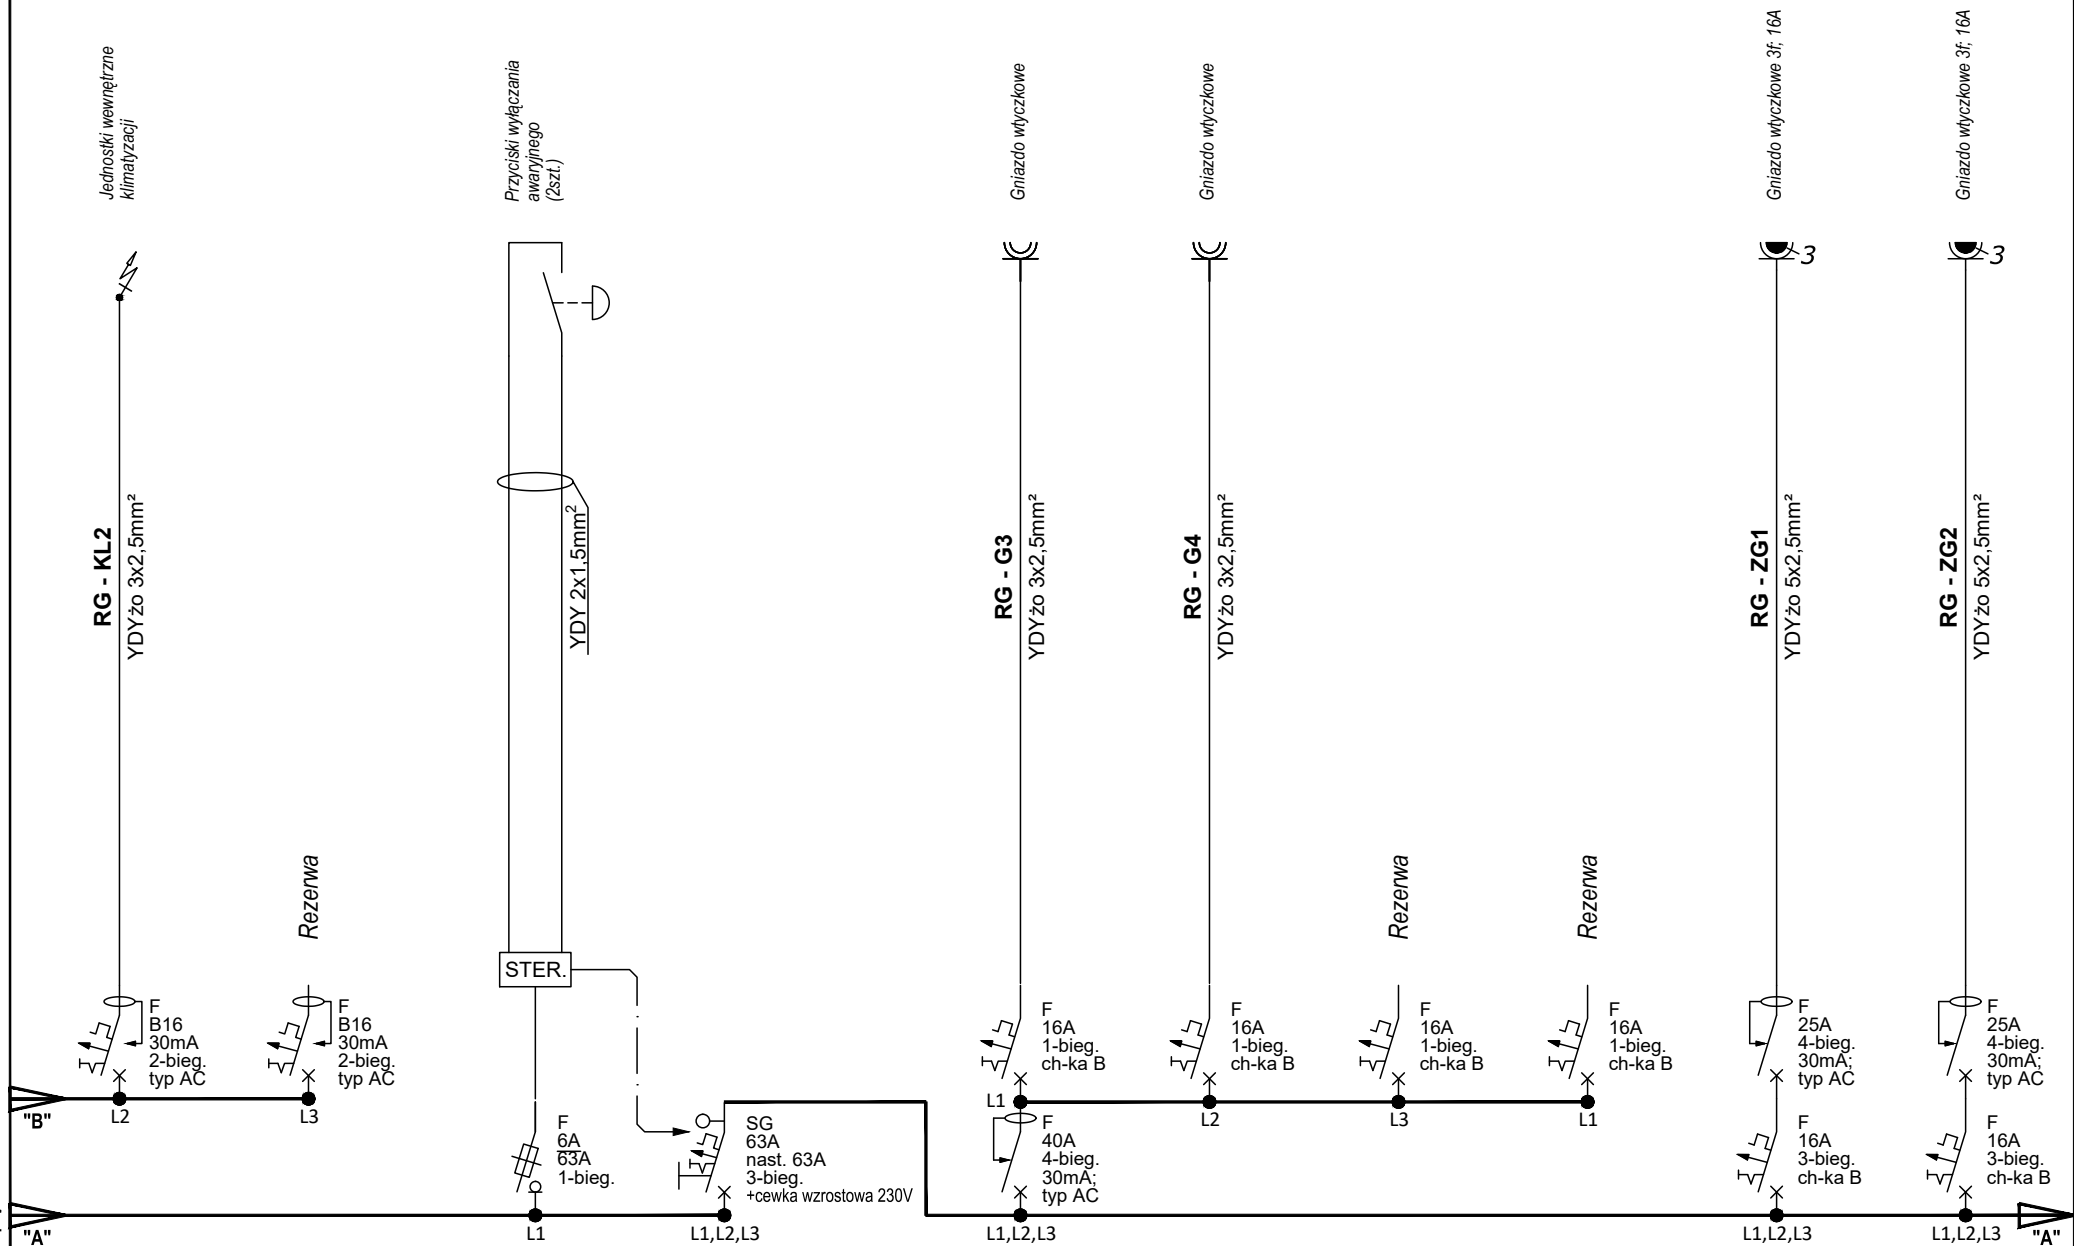 Jednostki wewnętrzne
klimatyzacji
Przyciski wyłączania
awaryjnego
(2szt.)
Gniazdo wtyczkowe
Gniazdo wtyczkowe
Gniazdo wtyczkowe 3f; 16A
Gniazdo wtyczkowe 3f; 16A
3
3
RG - KL2
YDYżo 3x2,5mm²
YDY 2x1,5mm²
RG - G3
YDYżo 3x2,5mm²
RG - G4
YDYżo 3x2,5mm²
RG - ZG1
YDYżo 5x2,5mm²
RG - ZG2
YDYżo 5x2,5mm²
Rezerwa
Rezerwa
Rezerwa
STER.
F
B16
30mA
2-bieg.
typ AC
F
B16
30mA
2-bieg.
typ AC
F
16A
1-bieg.
ch-ka B
F
16A
1-bieg.
ch-ka B
F
16A
1-bieg.
ch-ka B
F
16A
1-bieg.
ch-ka B
F
25A
4-bieg.
30mA;
typ AC
F
25A
4-bieg.
30mA;
typ AC
"B"
L2
L3
L1
L2
L3
L1
F
6A
63A
1-bieg.
SG
63A
nast. 63A
3-bieg.
+cewka wzrostowa 230V
F
40A
4-bieg.
30mA;
typ AC
F
16A
3-bieg.
ch-ka B
F
16A
3-bieg.
ch-ka B
"A"
L1
L1,L2,L3
L1,L2,L3
L1,L2,L3
L1,L2,L3
"A"